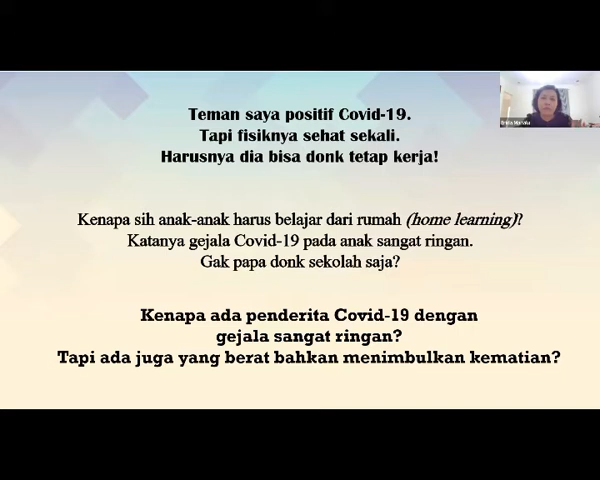 Teman saya positif Covid-19.
Tapi fisiknya sehat sekali.
Harusnya dia bisa donk tetap kerja!
Kenapa sih anak-anak harus belajar dari rumah (home learning)?
Katanya gejala Covid-19 pada anak sangat ringan.
Gak papa donk sekolah saja?
Kenapa ada penderita Covid-19 dengan
gejala sangat ringan?
Tapi ada juga yang berat bahkan menimbulkan kematian?